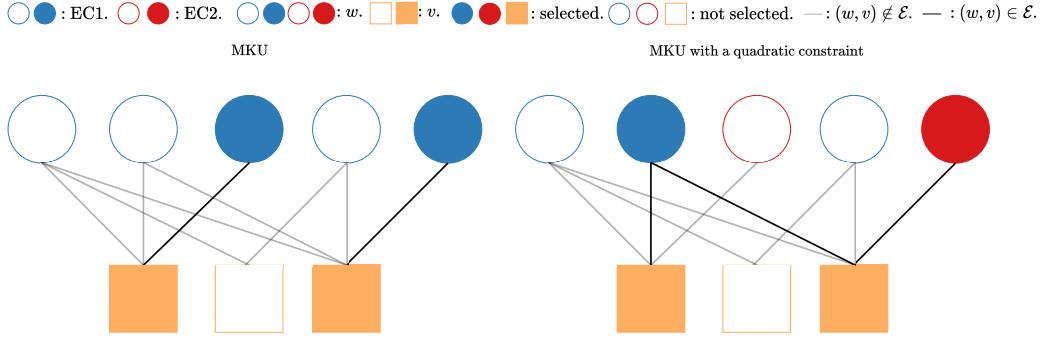 : EC1. : EC2. : w. : v. : selected. : not selected. : (w, v) ∉ ℰ. : (w, v) ∈ ℰ.
MKU MKU with a quadratic constraint